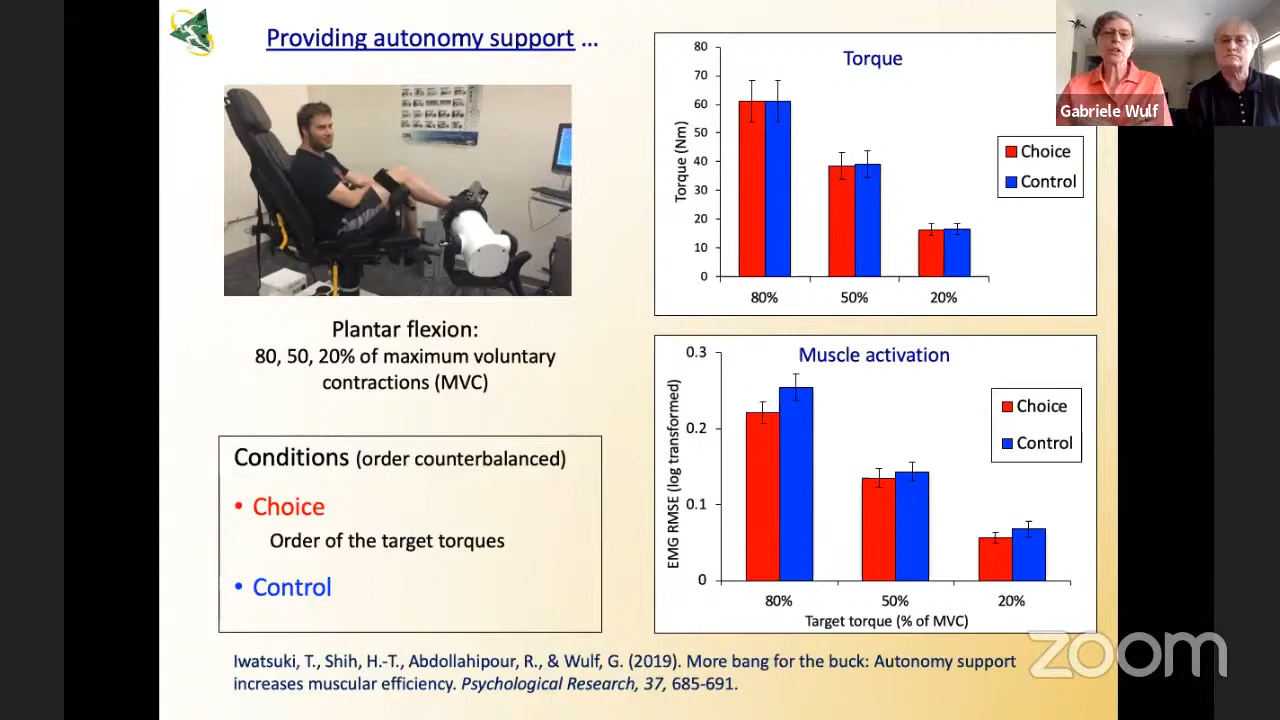 Providing autonomy support ...
Plantar flexion:
80, 50, 20% of maximum voluntary
contractions (MVC)
Conditions (order counterbalanced)
• Choice
Order of the target torques
• Control
Torque
Torque (Nm)
80
70
60
50
40
30
20
10
0
80% 50% 20%
Choice
Control
Muscle activation
EMG RMSE (log transformed)
0.3
0.2
0.1
0
80% 50% 20%
Target torque (% of MVC)
Choice
Control
Iwatsuki, T., Shih, H.-T., Abdollahipour, R., & Wulf, G. (2019). More bang for the buck: Autonomy support
increases muscular efficiency. Psychological Research, 37, 685-691.
Gabriele Wulf
zoom